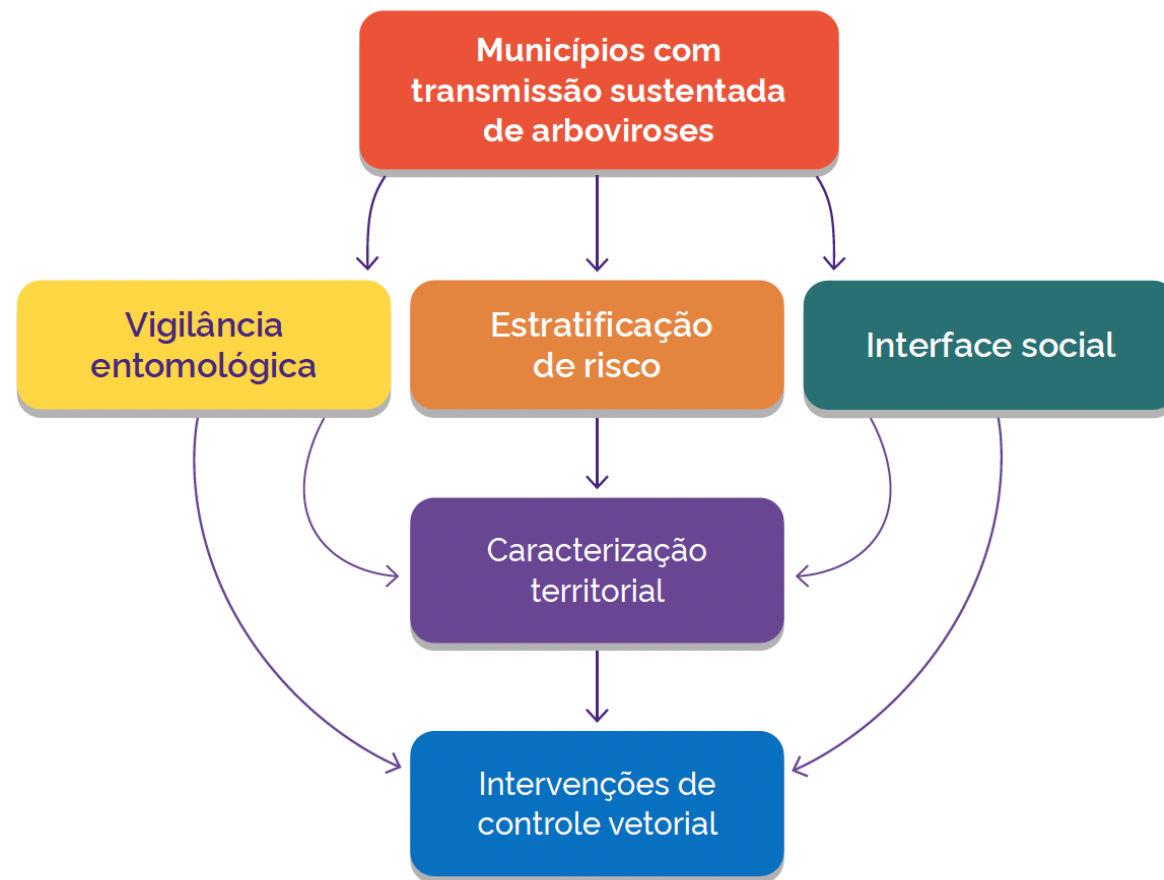 Municípios com
transmissão sustentada
de arboviroses
Vigilância
entomológica
Estratificação
de risco
Interface social
Caracterização
territorial
Intervenções de
controle vetorial